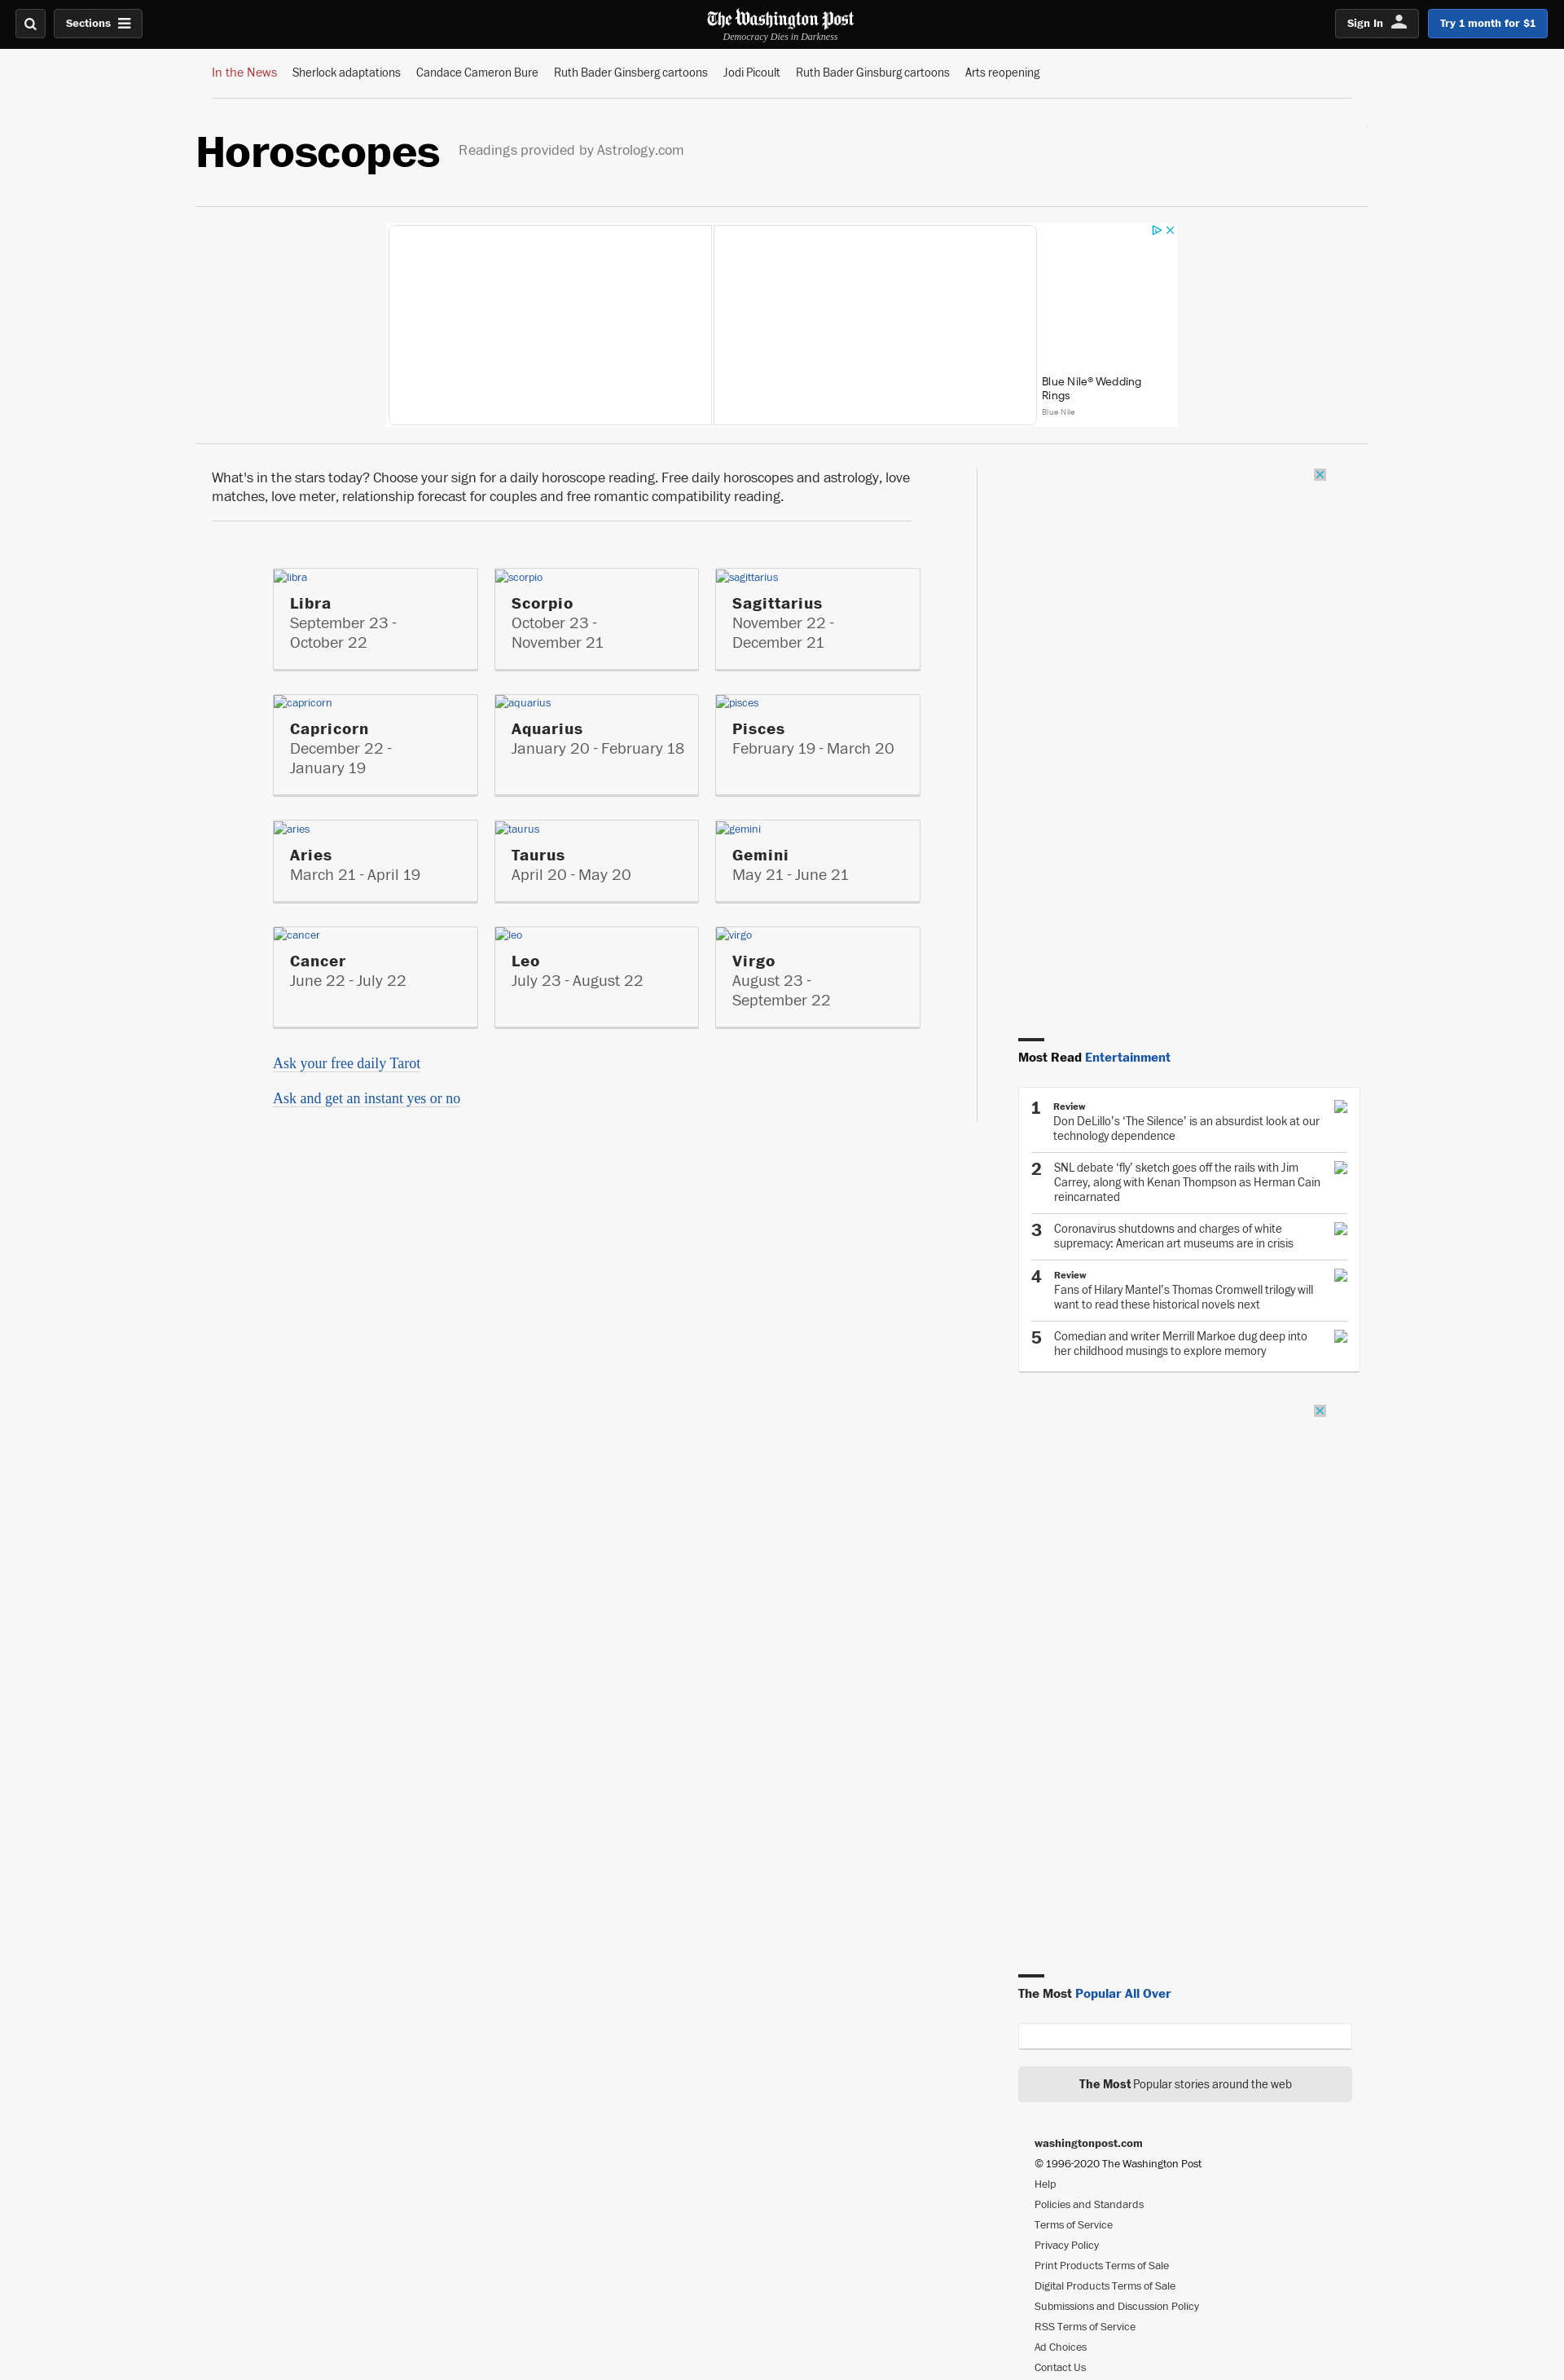 Sections
The Washington Post
Democracy Dies in Darkness
Sign In
Try 1 month for $1
In the News Sherlock adaptations Candace Cameron Bure Ruth Bader Ginsberg cartoons Jodi Picoult Ruth Bader Ginsburg cartoons Arts reopening
Horoscopes Readings provided by Astrology.com
Blue Nile® Wedding
Rings
Blue Nile
What's in the stars today? Choose your sign for a daily horoscope reading. Free daily horoscopes and astrology, love
matches, love meter, relationship forecast for couples and free romantic compatibility reading.
libra
Libra
September 23 -
October 22
scorpio
Scorpio
October 23 -
November 21
sagittarius
Sagittarius
November 22 -
December 21
capricorn
Capricorn
December 22 -
January 19
aquarius
Aquarius
January 20 - February 18
pisces
Pisces
February 19 - March 20
aries
Aries
March 21 - April 19
taurus
Taurus
April 20 - May 20
gemini
Gemini
May 21 - June 21
cancer
Cancer
June 22 - July 22
leo
Leo
July 23 - August 22
virgo
Virgo
August 23 -
September 22
Ask your free daily Tarot
Ask and get an instant yes or no
Most Read Entertainment
1 Review
Don DeLillo’s ‘The Silence’ is an absurdist look at our
technology dependence
2 SNL debate ‘fly’ sketch goes off the rails with Jim
Carrey, along with Kenan Thompson as Herman Cain
reincarnated
3 Coronavirus shutdowns and charges of white
supremacy: American art museums are in crisis
4 Review
Fans of Hilary Mantel’s Thomas Cromwell trilogy will
want to read these historical novels next
5 Comedian and writer Merrill Markoe dug deep into
her childhood musings to explore memory
The Most Popular All Over
The Most Popular stories around the web
washingtonpost.com
© 1996-2020 The Washington Post
Help
Policies and Standards
Terms of Service
Privacy Policy
Print Products Terms of Sale
Digital Products Terms of Sale
Submissions and Discussion Policy
RSS Terms of Service
Ad Choices
Contact Us